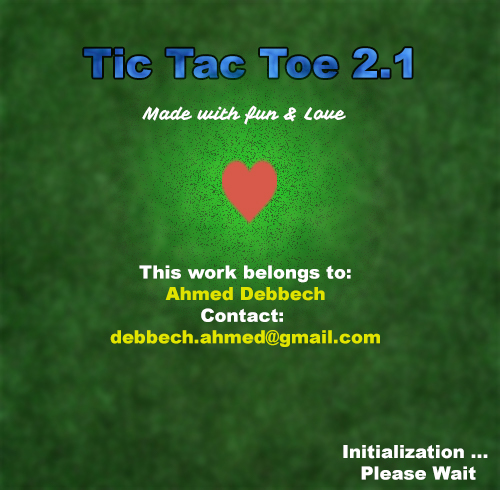 Tic Tac Toe 2.1
Made with fun & Love
This work belongs to:
Ahmed Debbech
Contact:
debbech.ahmed@gmail.com
Initialization ...
Please Wait